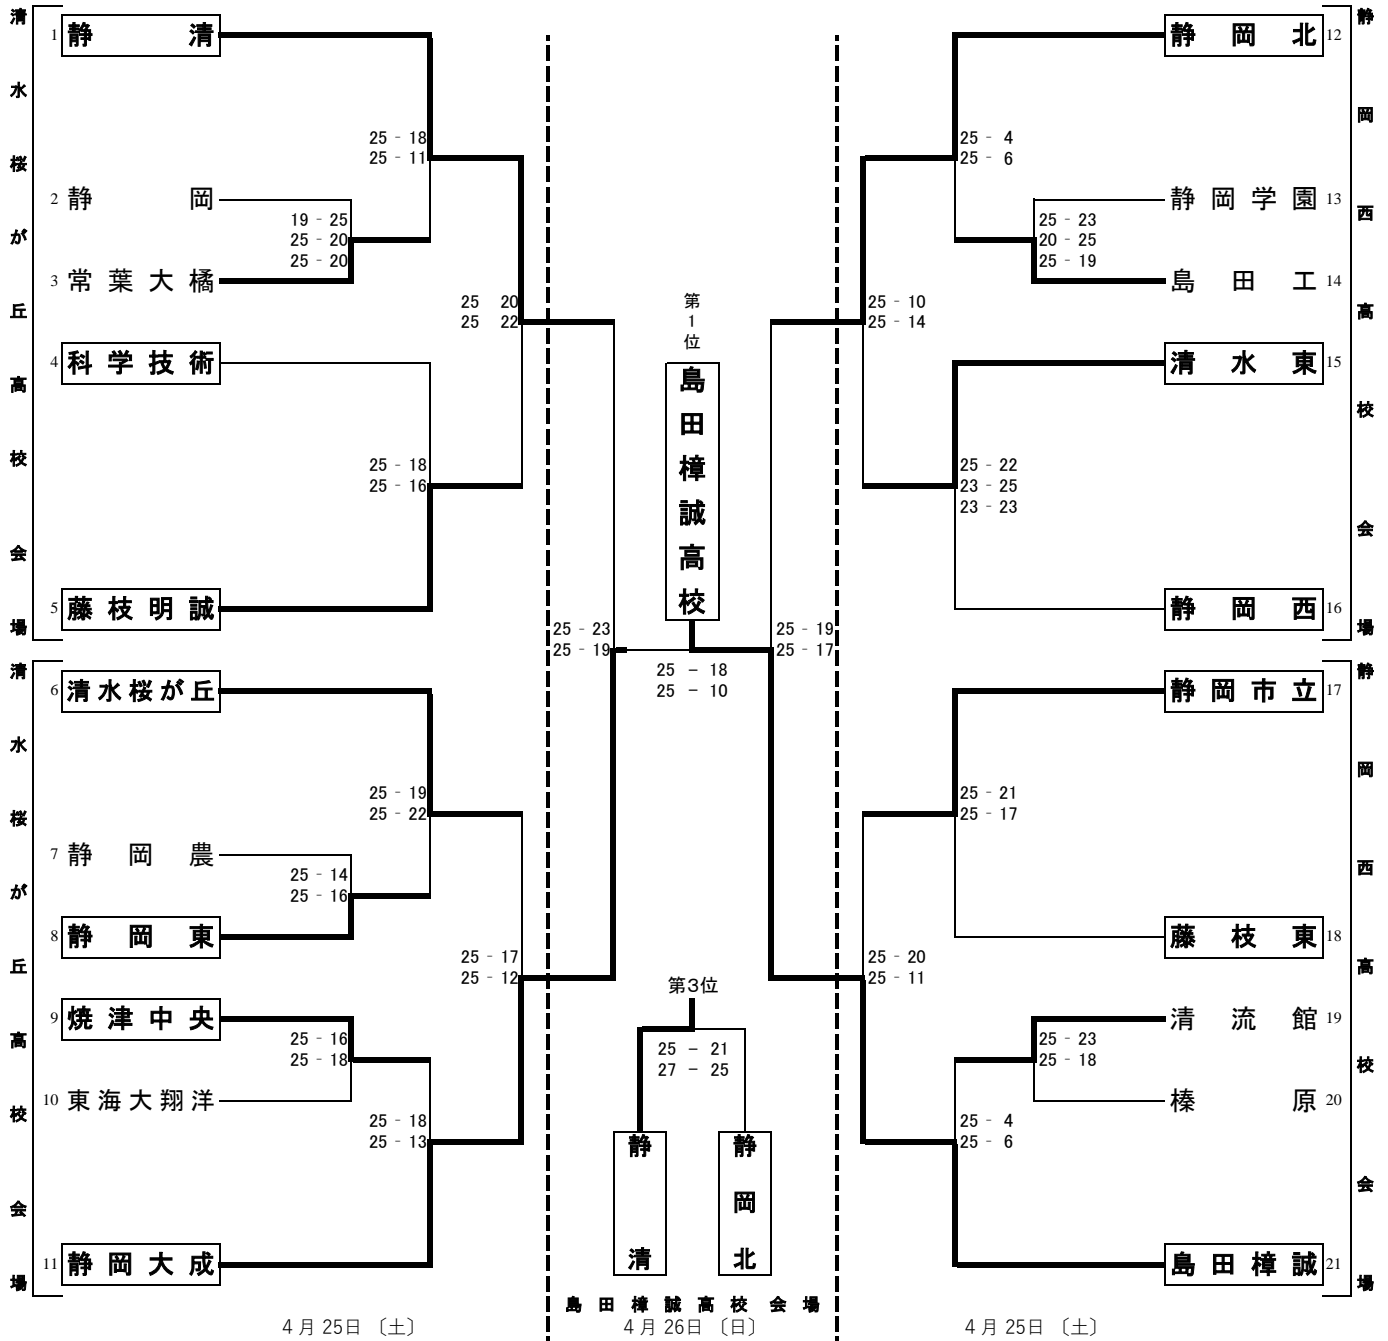 清水桜が丘高校会場
1 静清
25 - 18
25 - 11
2 静岡
19 - 25
25 - 20
25 - 20
3 常葉大橘
25 20
25 22
4 科学技術
25 - 18
25 - 16
5 藤枝明誠
清水桜が丘高校会場
6 清水桜が丘
25 - 19
25 - 22
7 静岡農
25 - 14
25 - 16
8 静岡東
25 - 17
25 - 12
9 焼津中央
25 - 16
25 - 18
10 東海大翔洋
25 - 18
25 - 13
11 静岡大成
4月25日 〔土〕
第1位
島田樟誠高校
25 - 23
25 - 19
25 - 19
25 - 17
25 － 18
25 － 10
第3位
25 － 21
27 － 25
静清
静岡北
島田樟誠高校会場
4月26日 〔日〕
静岡西高校会場
静岡北 12
25 - 4
25 - 6
静岡学園 13
25 - 23
20 - 25
25 - 19
島田工 14
25 - 10
25 - 14
清水東 15
25 - 22
23 - 25
23 - 23
静岡西 16
静岡西高校会場
静岡市立 17
25 - 21
25 - 17
藤枝東 18
25 - 20
25 - 11
清流館 19
25 - 23
25 - 18
榛原 20
25 - 4
25 - 6
島田樟誠 21
4月25日 〔土〕